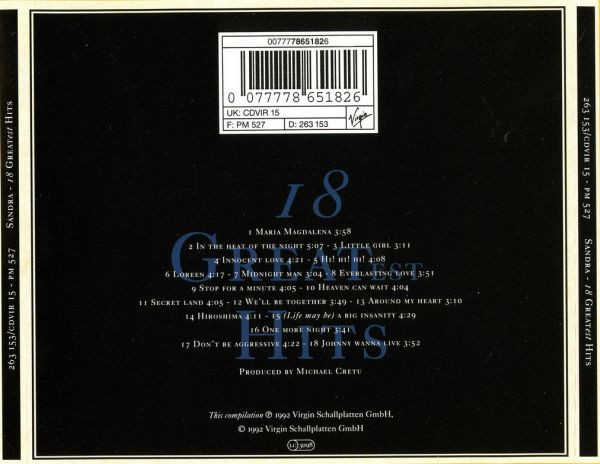 0077778651826
0 077778 651826
UK: CDVIR 15
F: PM 527
D: 263 153
Virgin
18
GREATEST
HITS
1 MARIA MAGDALENA 3:58
2 IN THE HEAT OF THE NIGHT 5:07 - 3 LITTLE GIRL 3:11
4 INNOCENT LOVE 4:21 - 5 HI! HI! HI! 4:08
6 LOREEN 4:17 - 7 MIDNIGHT MAN 3:04 - 8 EVERLASTING LOVE 3:51
9 STOP FOR A MINUTE 4:05 - 10 HEAVEN CAN WAIT 4:04
11 SECRET LAND 4:05 - 12 WE'LL BE TOGETHER 3:49 - 13 AROUND MY HEART 3:10
14 HIROSHIMA 4:11 - 15 (Life may be) A BIG INSANITY 4:29
16 ONE MORE NIGHT 3:41
17 DON'T BE AGGRESSIVE 4:22 - 18 JOHNNY WANNA LIVE 3:52
PRODUCED BY MICHAEL CRETU
This compilation ℗ 1992 VIRGIN SCHALLPLATTEN GMBH,
© 1992 VIRGIN SCHALLPLATTEN GMBH
LC 3098
263 153/CDVIR 15 - PM 527 SANDRA - 18 GREATEST HITS
263 153/CDVIR 15 - PM 527 SANDRA - 18 GREATEST HITS